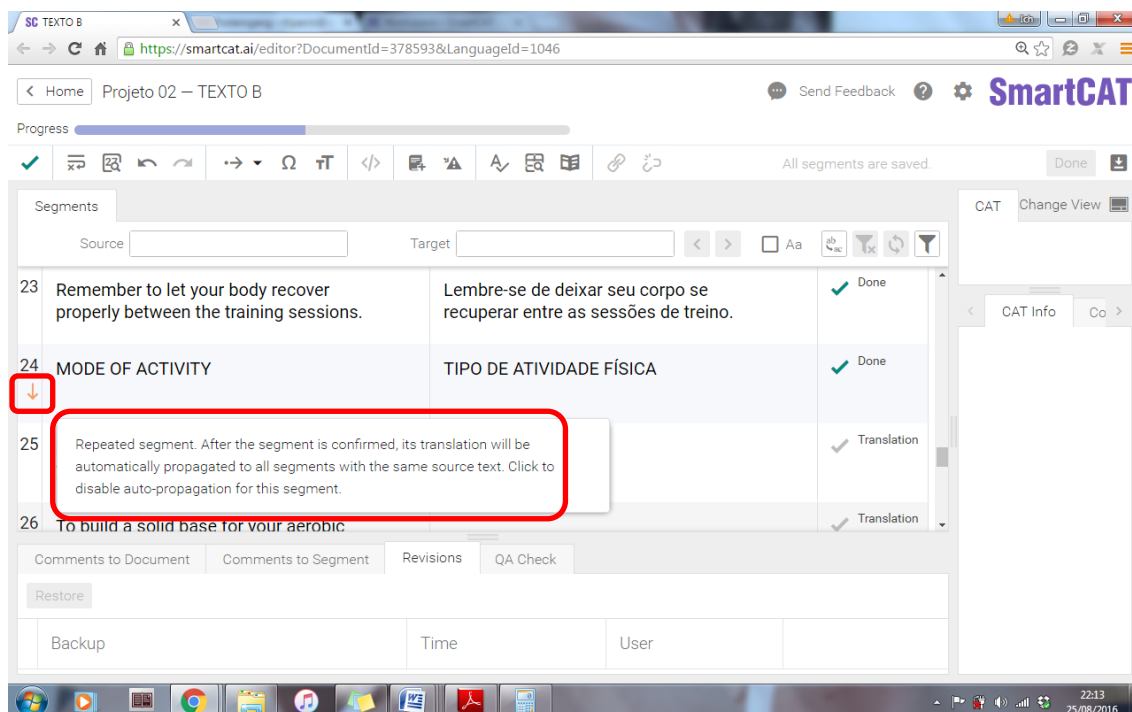 SC TEXTO B
ich
https://smartcat.ai/editor?DocumentId=378593&LanguageId=1046
Home Projeto 02 — TEXTO B
Send Feedback
SmartCAT
Progress
All segments are saved.
Done
Segments
CAT Change View
Source Target Aa
23 Remember to let your body recover
properly between the training sessions.
Lembre-se de deixar seu corpo se
recuperar entre as sessões de treino.
Done
CAT Info Co
24 MODE OF ACTIVITY TIPO DE ATIVIDADE FÍSICA Done
25 Translation
Repeated segment. After the segment is confirmed, its translation will be
automatically propagated to all segments with the same source text. Click to
disable auto-propagation for this segment.
26 To build a solid base for your aerobic Translation
Comments to Document Comments to Segment Revisions QA Check
Restore
Backup Time User
22:13
25/08/2016